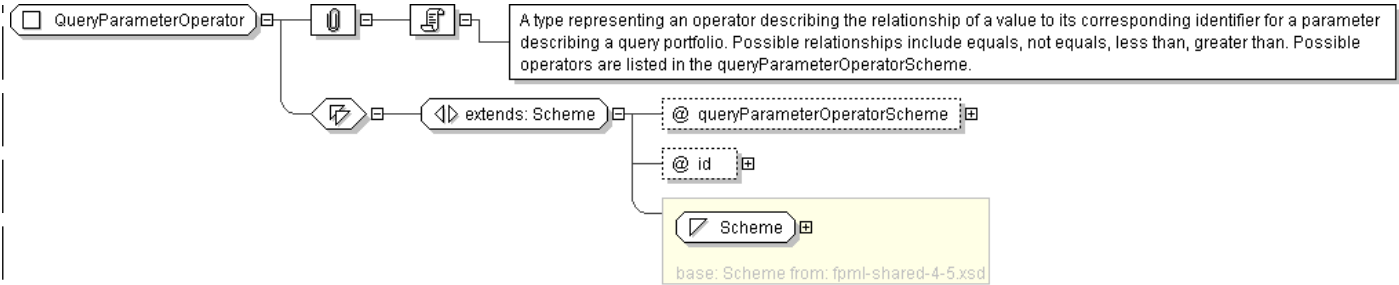 QueryParameterOperator
A type representing an operator describing the relationship of a value to its corresponding identifier for a parameter
describing a query portfolio. Possible relationships include equals, not equals, less than, greater than. Possible
operators are listed in the queryParameterOperatorScheme.
extends: Scheme
@ queryParameterOperatorScheme
@ id
Scheme
base: Scheme from: fpml-shared-4-5.xsd